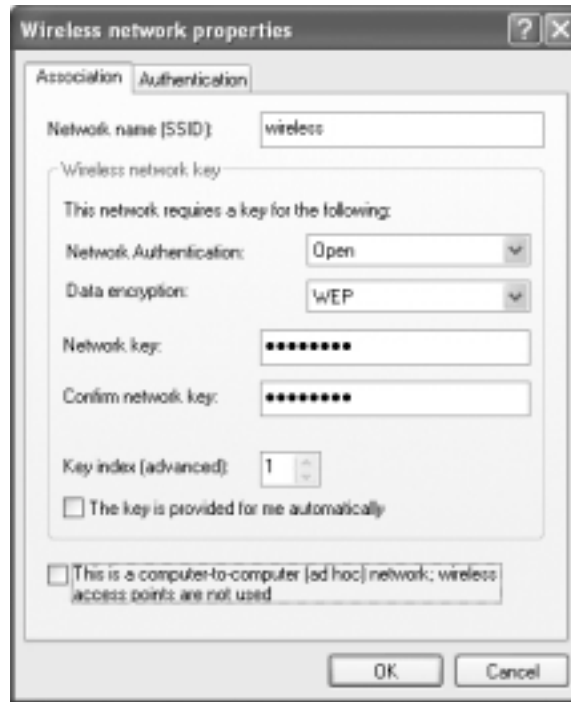 Wireless network properties
Association Authentication
Network name (SSID): wireless
Wireless network key
This network requires a key for the following:
Network Authentication: Open
Data encryption: WEP
Network key: ●●●●●●●●
Confirm network key: ●●●●●●●●
Key index (advanced): 1
The key is provided for me automatically
This is a computer-to-computer (ad hoc) network; wireless
access points are not used
OK Cancel